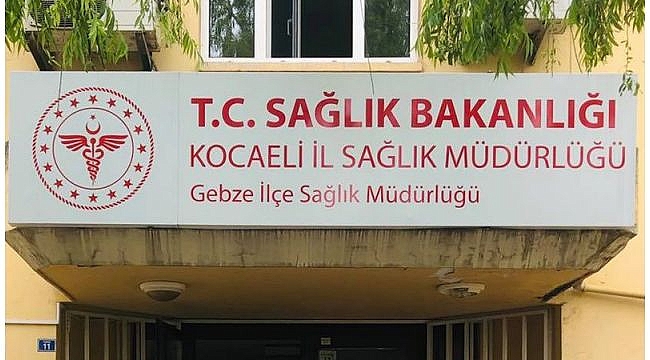 T.C. SAĞLIK BAKANLIĞI
KOCAELİ İL SAĞLIK MÜDÜRLÜĞÜ
Gebze İlçe Sağlık Müdürlüğü
11